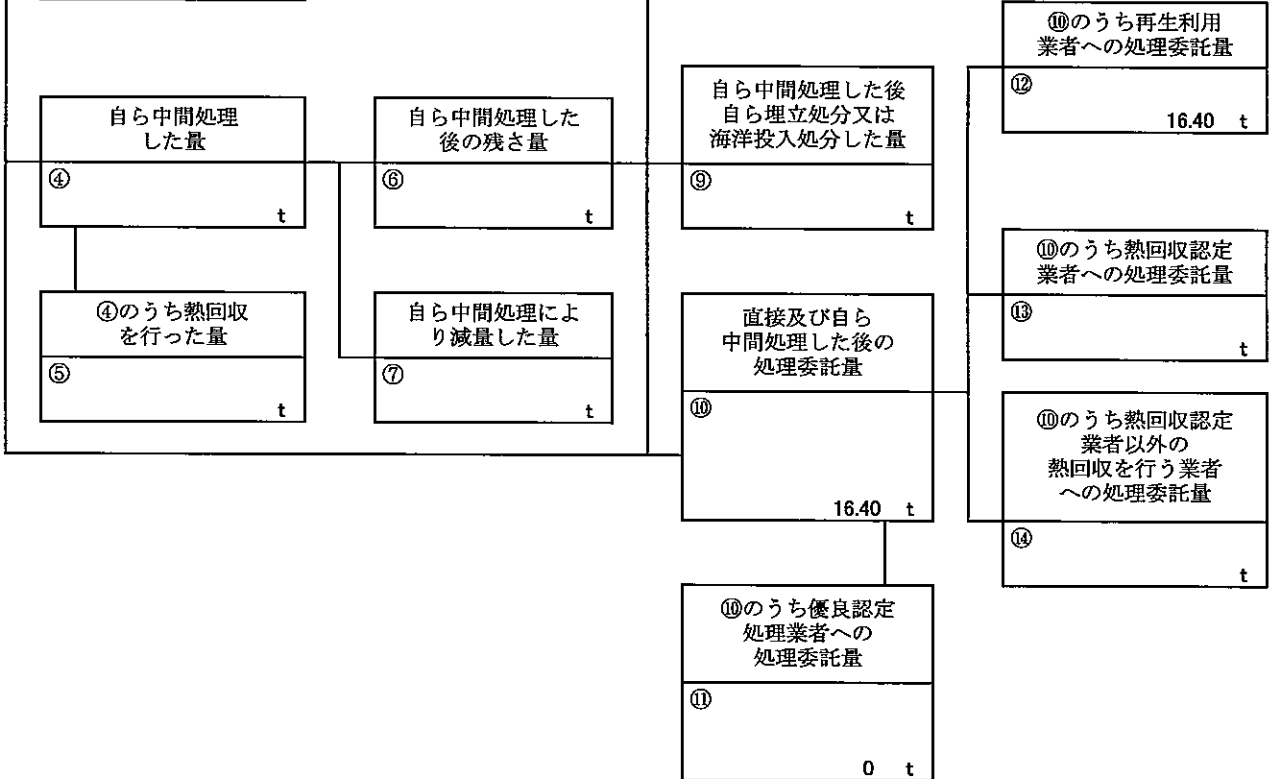 自ら中間処理
した量
④
t
④のうち熱回収
を行った量
⑤
t
自ら中間処理した
後の残さ量
⑥
t
自ら中間処理によ
り減量した量
⑦
t
自ら中間処理した後
自ら埋立処分又は
海洋投入処分した量
⑨
t
直接及び自ら
中間処理した後の
処理委託量
⑩
16.40 t
⑩のうち優良認定
処理業者への
処理委託量
⑪
0 t
⑩のうち再生利用
業者への処理委託量
⑫
16.40 t
⑩のうち熱回収認定
業者への処理委託量
⑬
t
⑩のうち熱回収認定
業者以外の
熱回収を行う業者
への処理委託量
⑭
t